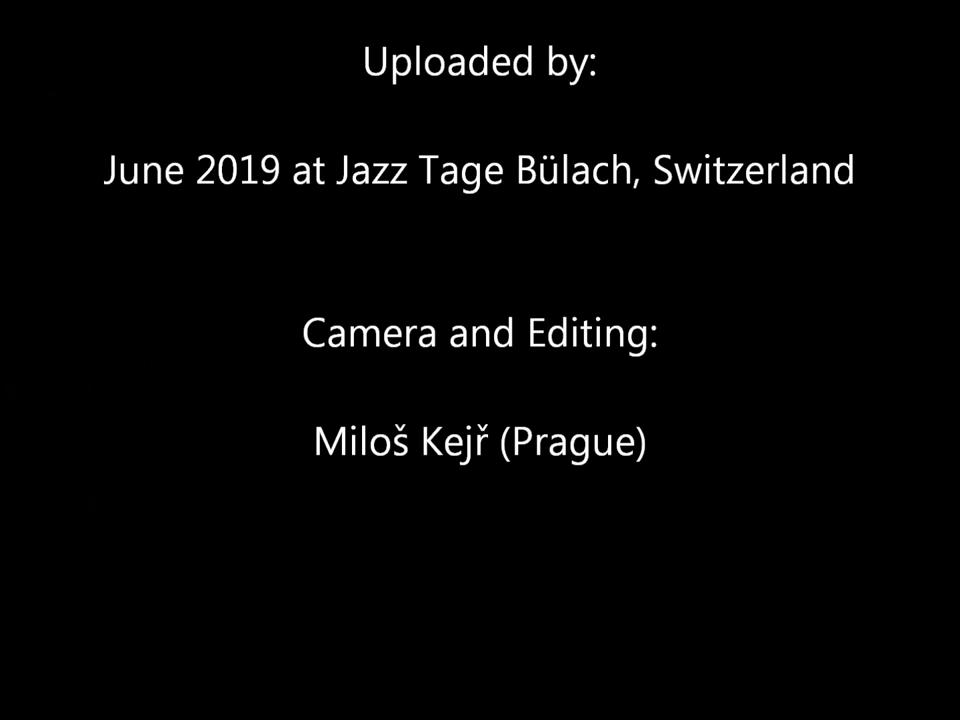 Uploaded by:
June 2019 at Jazz Tage Bülach, Switzerland
Camera and Editing:
Miloš Kejř (Prague)